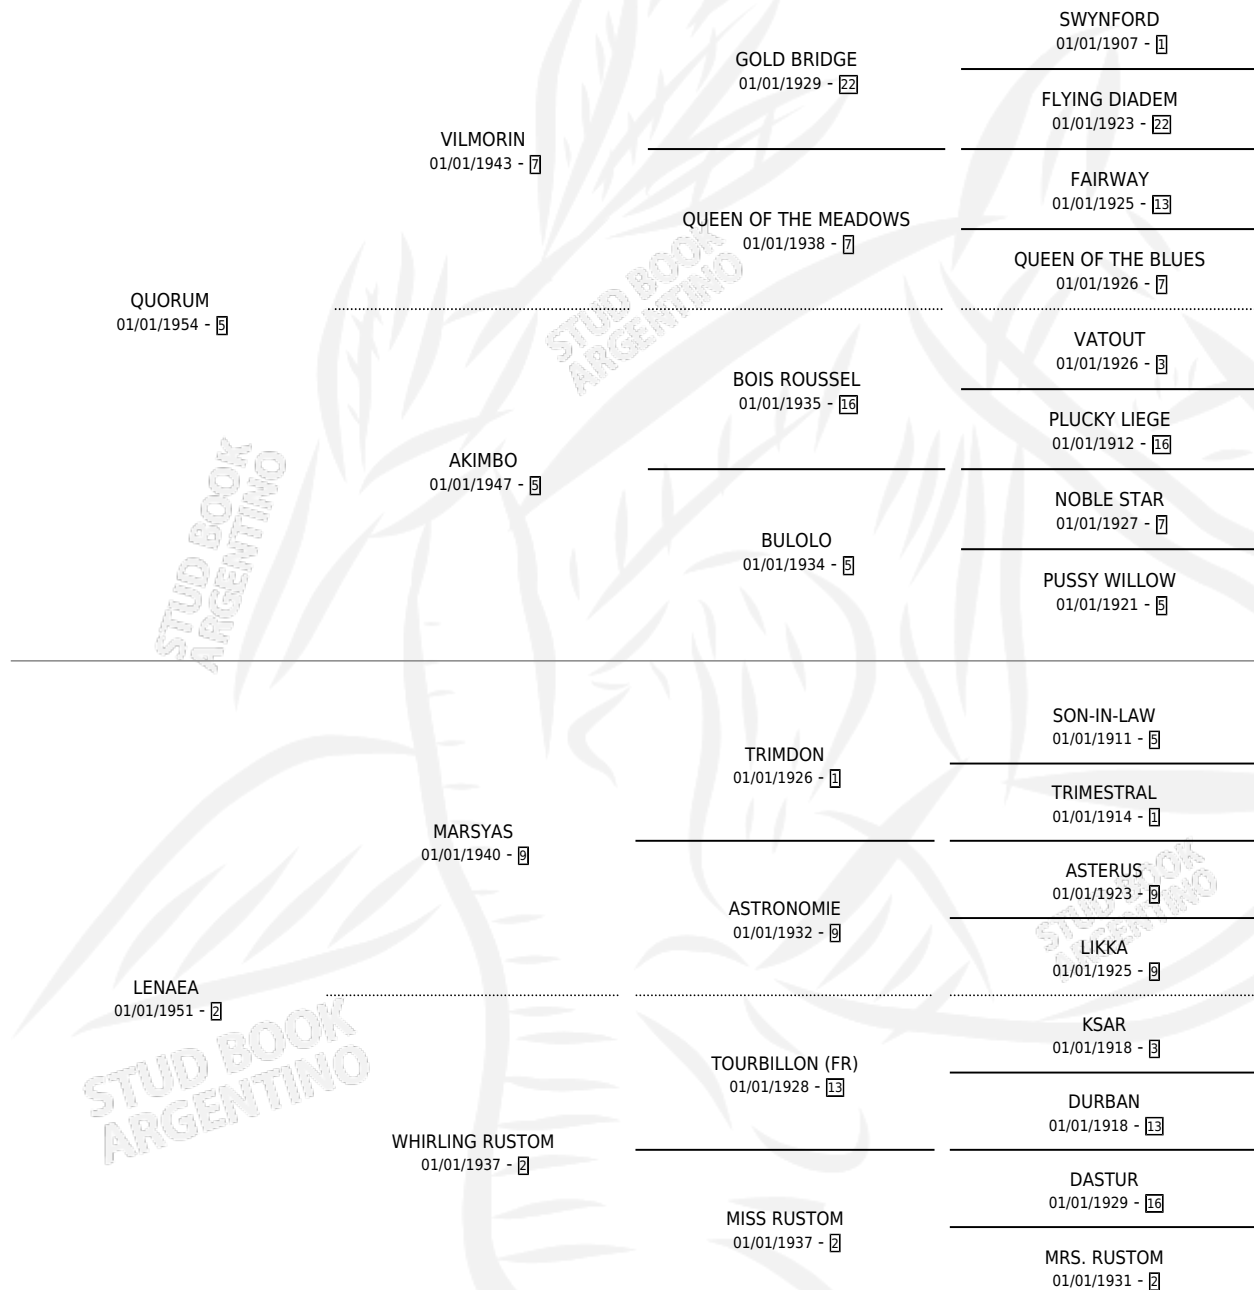 SWYNFORD
01/01/1907 - 1
GOLD BRIDGE
01/01/1929 - 22
FLYING DIADEM
01/01/1923 - 22
VILMORIN
01/01/1943 - 7
FAIRWAY
01/01/1925 - 13
QUEEN OF THE MEADOWS
01/01/1938 - 7
QUEEN OF THE BLUES
01/01/1926 - 7
QUORUM
01/01/1954 - 5
VATOUT
01/01/1926 - 3
BOIS ROUSSEL
01/01/1935 - 16
PLUCKY LIEGE
01/01/1912 - 16
AKIMBO
01/01/1947 - 5
NOBLE STAR
01/01/1927 - 7
BULOLO
01/01/1934 - 5
PUSSY WILLOW
01/01/1921 - 5
SON-IN-LAW
01/01/1911 - 5
TRIMDON
01/01/1926 - 1
TRIMESTRAL
01/01/1914 - 1
MARSYAS
01/01/1940 - 9
ASTERUS
01/01/1923 - 9
ASTRONOMIE
01/01/1932 - 9
LIKKA
01/01/1925 - 9
LENAEA
01/01/1951 - 2
KSAR
01/01/1918 - 3
TOURBILLON (FR)
01/01/1928 - 13
DURBAN
01/01/1918 - 13
WHIRLING RUSTOM
01/01/1937 - 2
DASTUR
01/01/1929 - 16
MISS RUSTOM
01/01/1937 - 2
MRS. RUSTOM
01/01/1931 - 2
STUD BOOK
ARGENTINO
STUD BOOK
ARGENTINO
STUD BOOK
ARGENTINO
STUD BOOK
ARGENTINO